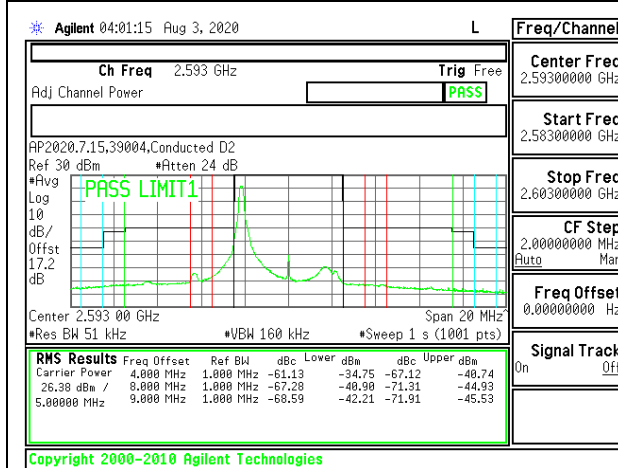 Agilent 04:01:15 Aug 3, 2020 L
Ch Freq 2.593 GHz Trig Free
Adj Channel Power PASS
AP2020.7.15,39004,Conducted D2
Ref 30 dBm #Atten 24 dB
#Avg
Log
10
dB/
Offst
17.2
dB
PASS LIMIT1
Center 2.593 00 GHz Span 20 MHz
#Res BW 51 kHz #VBW 160 kHz #Sweep 1 s (1001 pts)
RMS Results Freq Offset Ref BW dBc Lower dBm dBc Upper dBm
Carrier Power 4.000 MHz 1.000 MHz -61.13 -34.75 -67.12 -40.74
26.38 dBm / 8.000 MHz 1.000 MHz -67.28 -40.90 -71.31 -44.93
5.00000 MHz 9.000 MHz 1.000 MHz -68.59 -42.21 -71.91 -45.53
Copyright 2000-2010 Agilent Technologies
Freq/Channel
Center Freq
2.59300000 GHz
Start Freq
2.58300000 GHz
Stop Freq
2.60300000 GHz
CF Step
2.00000000 MHz
Auto Man
Freq Offset
0.00000000 Hz
Signal Track
On Off